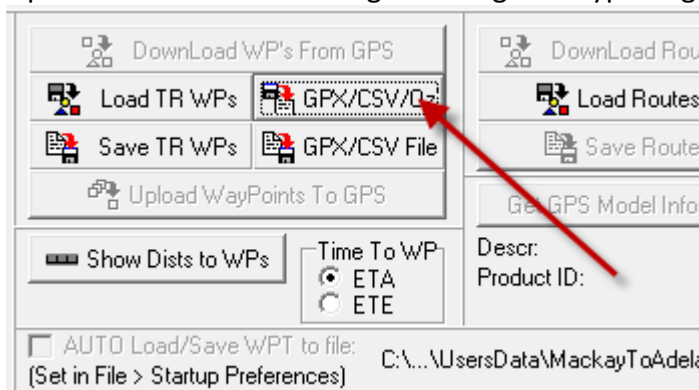 DownLoad WP's From GPS
Load TR WPs
GPX/CSV/Oz
Save TR WPs
GPX/CSV File
Upload WayPoints To GPS
Show Dists to WPs
Time To WP
ETA
ETE
AUTO Load/Save WPT to file:
(Set in File > Startup Preferences)
C:\...\UsersData\MackayToAdela
DownLoad Rou
Load Routes
Save Route
Get GPS Model Info
Descr:
Product ID: